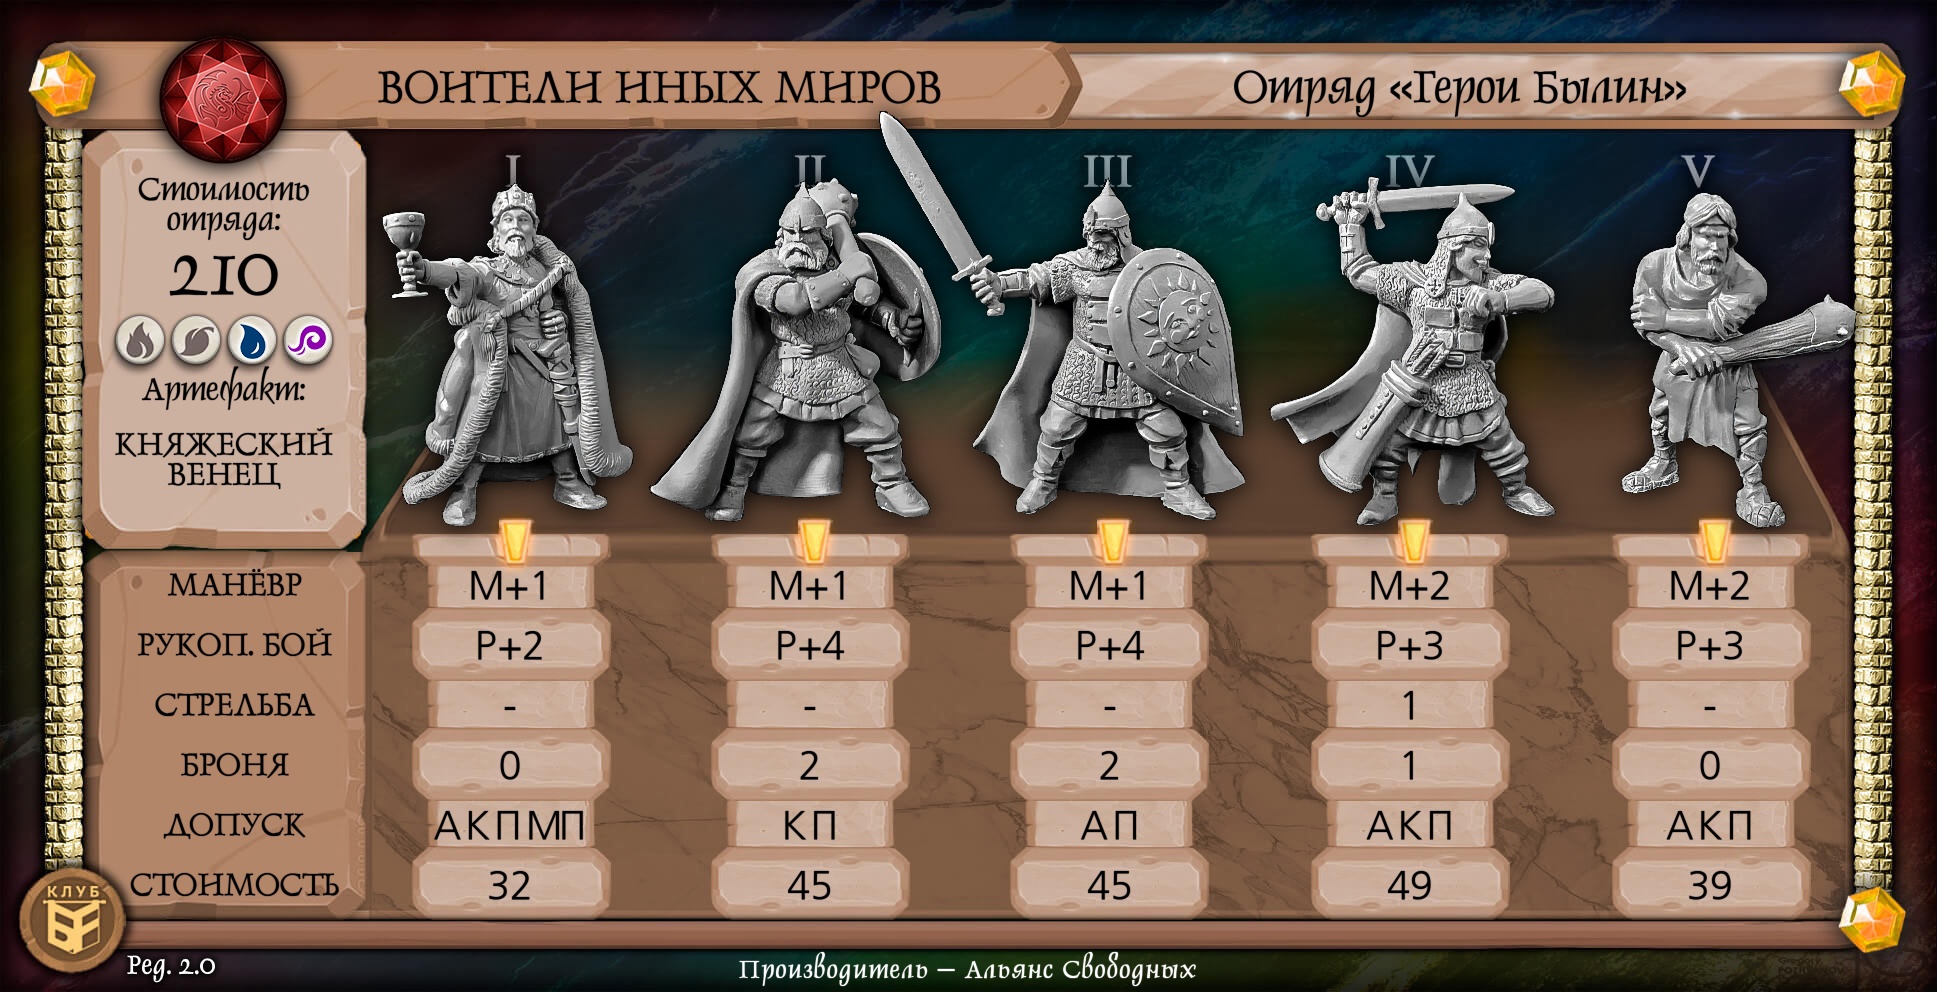 ВОИТЕЛИ ИНЫХ МИРОВ
Отряд «Герои Былин»
Стоимость
отряда:
210
Артефакт:
КНЯЖЕСКИЙ
ВЕНЕЦ
I II III IV V
МАНЁВР М+1 М+1 М+1 М+2 М+2
РУКОП. БОЙ Р+2 Р+4 Р+4 Р+3 Р+3
СТРЕЛЬБА - - - 1 -
БРОНЯ 0 2 2 1 0
ДОПУСК АКПМП КП АП АКП АКП
СТОИМОСТЬ 32 45 45 49 39
КЛУБ
Ред. 2.0
Производитель — Альянс Свободных